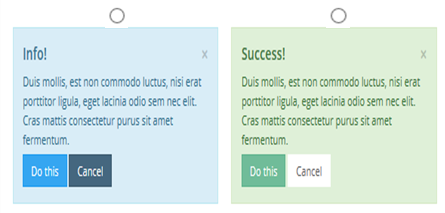 Info! x
Duis mollis, est non commodo luctus, nisi erat
porttitor ligula, eget lacinia odio sem nec elit.
Cras mattis consectetur purus sit amet
fermentum.
Do this Cancel
Success! x
Duis mollis, est non commodo luctus, nisi erat
porttitor ligula, eget lacinia odio sem nec elit.
Cras mattis consectetur purus sit amet
fermentum.
Do this Cancel